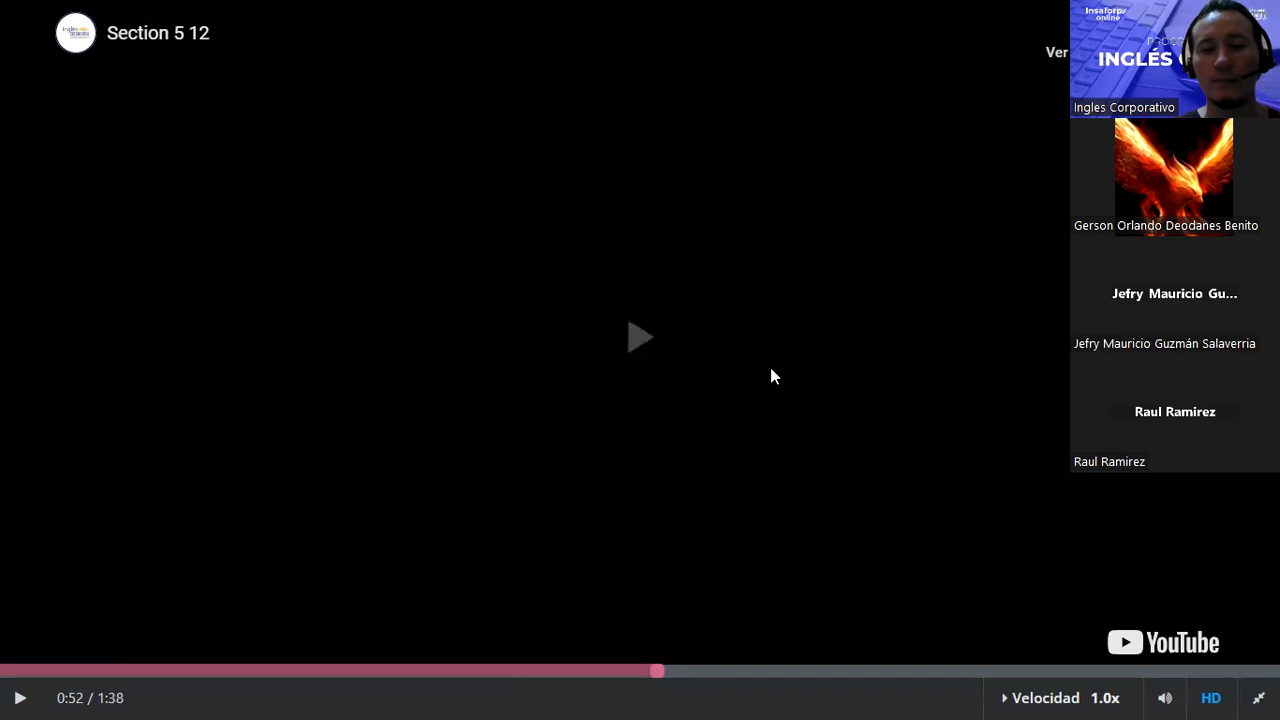 Section 5 12
Ver
Insaforp
online
INGLÉS
Ingles Corporativo
Gerson Orlando Deodanes Benito
Jefry Mauricio Gu...
Jefry Mauricio Guzmán Salaverria
Raul Ramirez
Raul Ramirez
YouTube
0:52 / 1:38
Velocidad 1.0x
HD